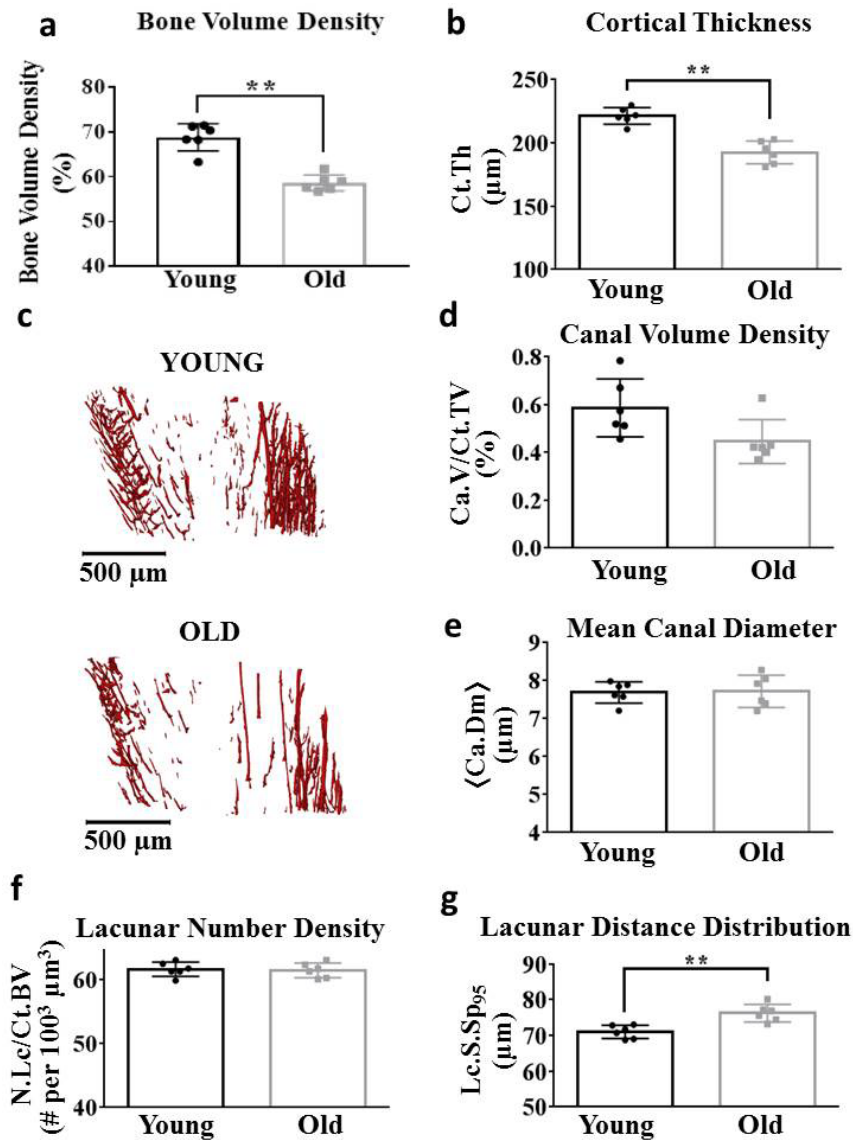 a
Bone Volume Density
Bone Volume Density
(%)
80
70
60
50
40
**
Young Old
b
Cortical Thickness
Ct.Th
(µm)
250
200
150
100
**
Young Old
c
YOUNG
500 µm
OLD
500 µm
d
Canal Volume Density
Ca.V/Ct.TV
(%)
0.8
0.6
0.4
0.2
0.0
Young Old
e
Mean Canal Diameter
⟨Ca.Dm⟩
(µm)
9
8
7
6
5
4
Young Old
f
Lacunar Number Density
N.Lc/Ct.BV
(# per 100³ µm³)
60
40
Young Old
g
Lacunar Distance Distribution
Lc.S.Sp₉₅
(µm)
90
80
70
60
50
**
Young Old